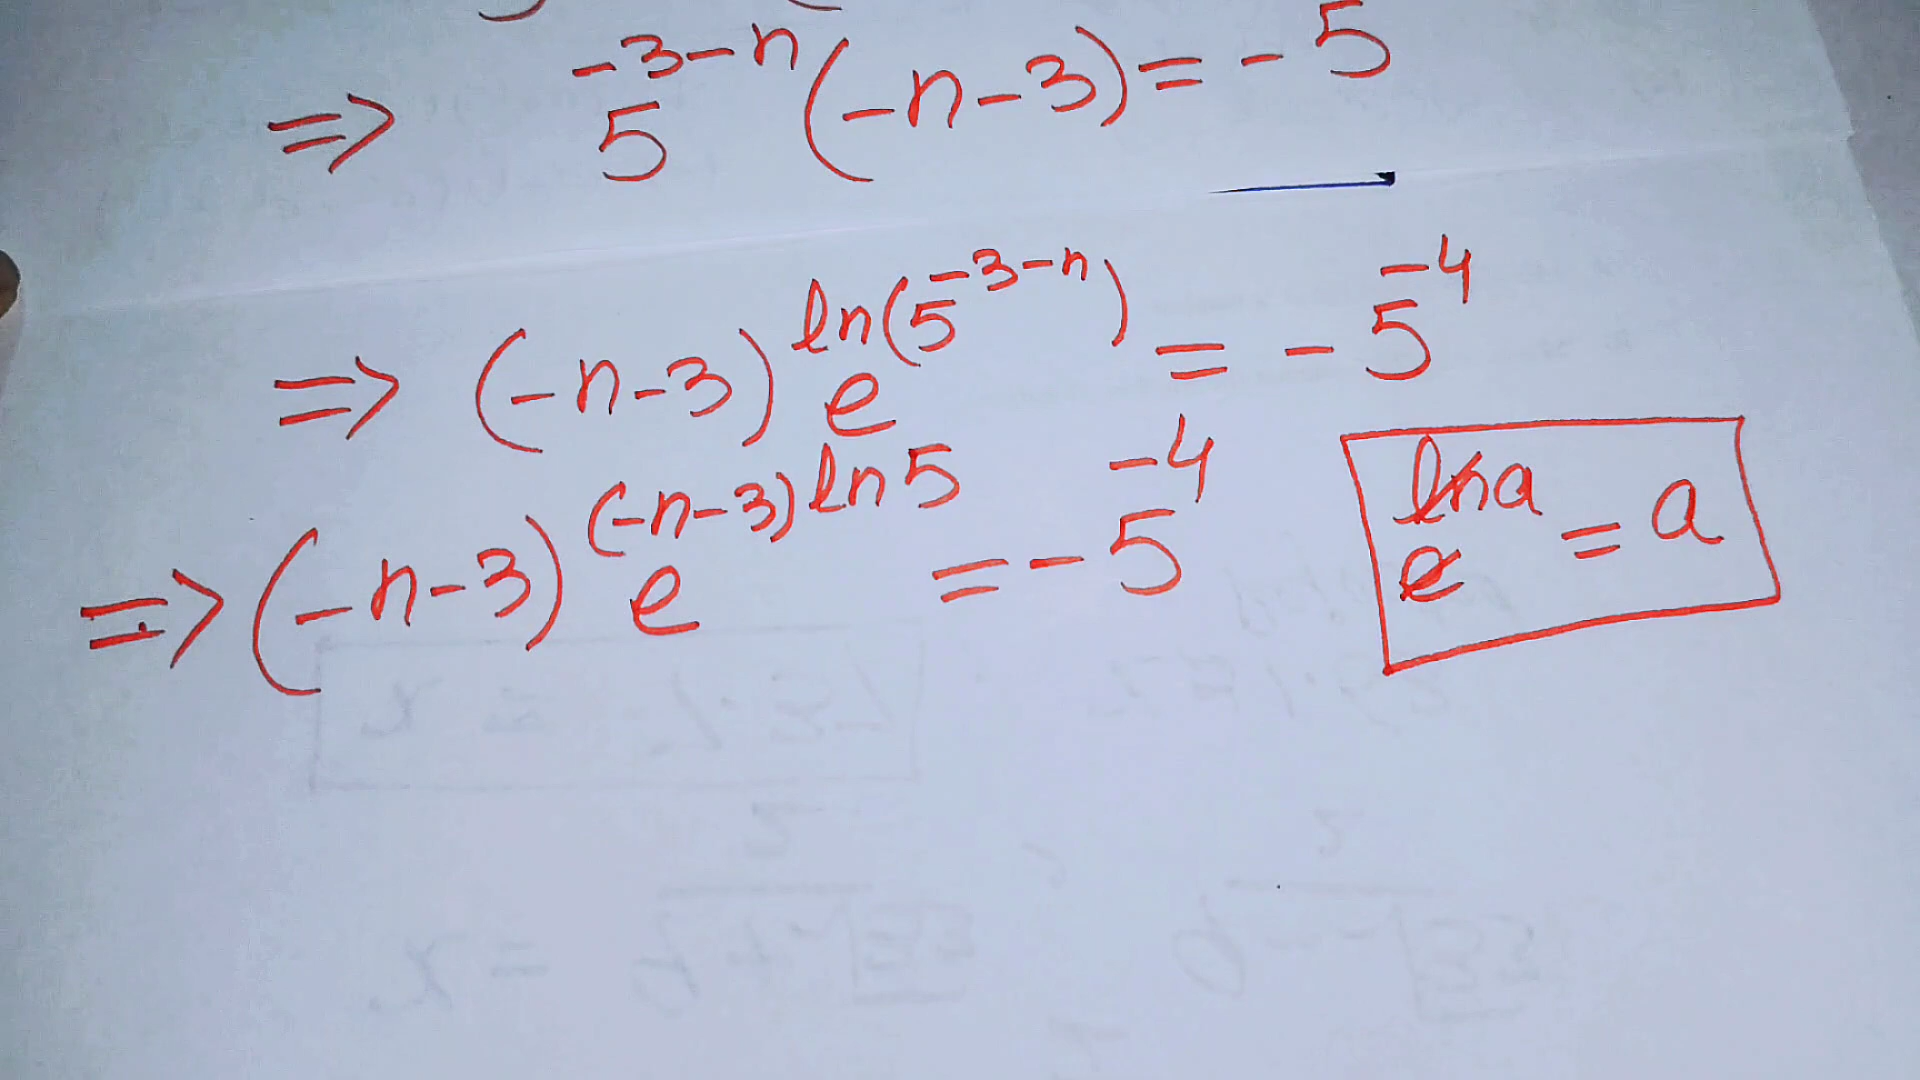 ⇒ 5^{-3-n} (-n-3) = -5
⇒ (-n-3) e^{ln(5^{-3-n})} = -5^{-4}
⇒ (-n-3) e^{(-n-3) ln 5} = -5^{-4}
e^{ln a} = a